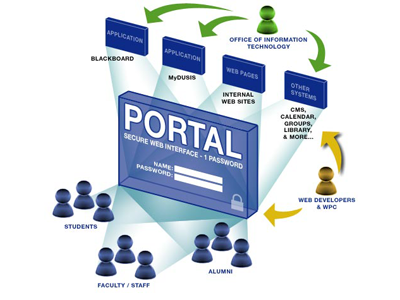 APPLICATION
BLACKBOARD
APPLICATION
MyDUSIS
OFFICE OF INFORMATION
TECHNOLOGY
WEB PAGES
INTERNAL
WEB SITES
OTHER
SYSTEMS
CMS,
CALENDAR,
GROUPS,
LIBRARY,
& MORE...
PORTAL
SECURE WEB INTERFACE - 1 PASSWORD
NAME:
PASSWORD:
WEB DEVELOPERS
& WPC
STUDENTS
FACULTY / STAFF
ALUMNI